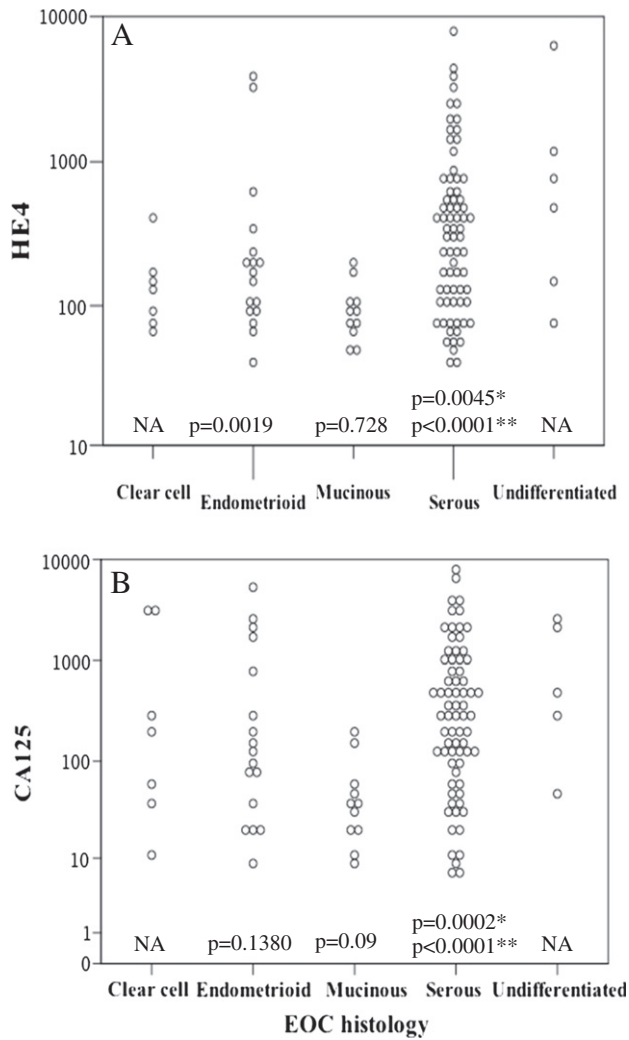 A
10000
1000
100
10
HE4
p=0.0045*
NA p=0.0019 p=0.728 p<0.0001** NA
Clear cell Endometrioid Mucinous Serous Undifferentiated
B
10000
1000
100
10
1
0
CA125
p=0.0002*
NA p=0.1380 p=0.09 p<0.0001** NA
Clear cell Endometrioid Mucinous Serous Undifferentiated
EOC histology